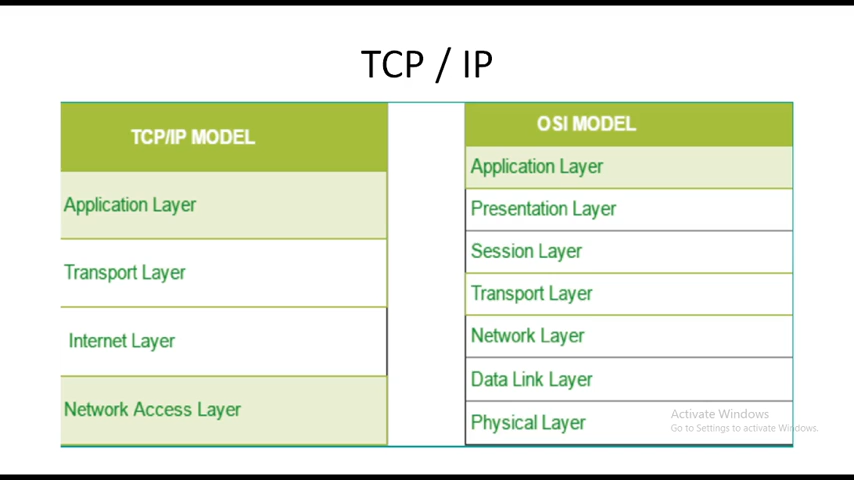 TCP / IP
TCP/IP MODEL
Application Layer
Transport Layer
Internet Layer
Network Access Layer
OSI MODEL
Application Layer
Presentation Layer
Session Layer
Transport Layer
Network Layer
Data Link Layer
Physical Layer
Activate Windows
Go to Settings to activate Windows.